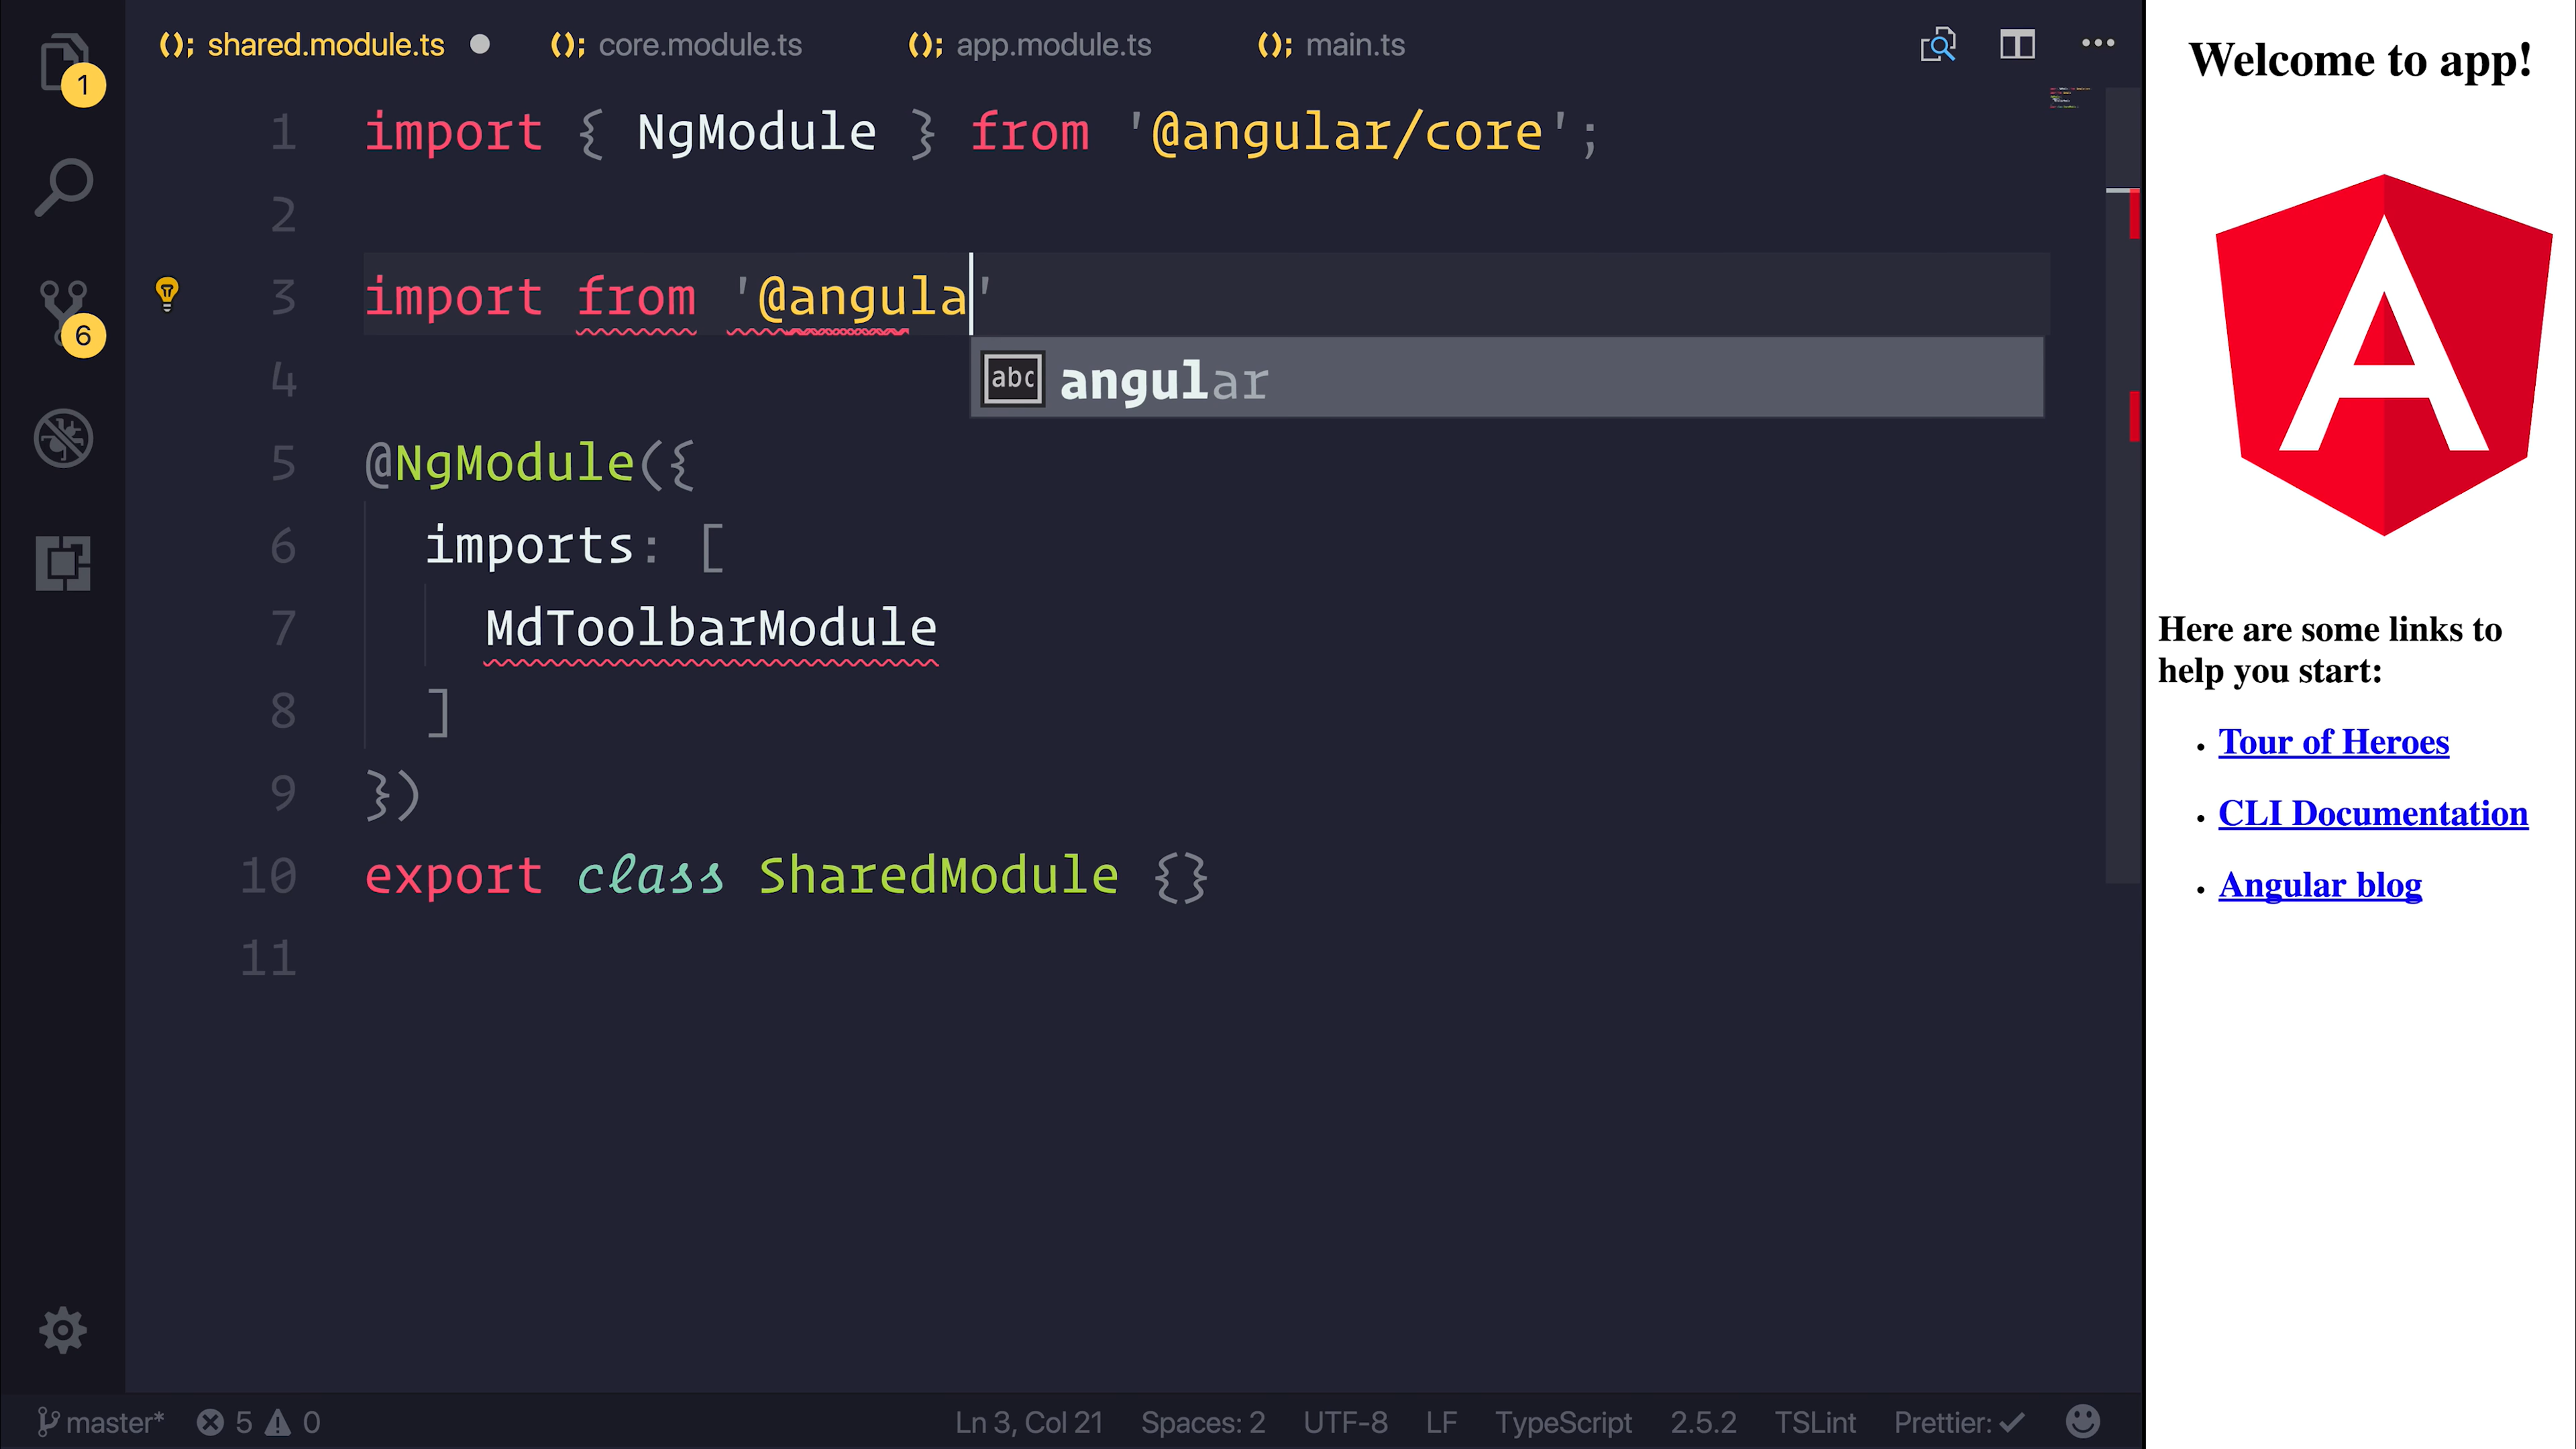 (); shared.module.ts (); core.module.ts (); app.module.ts (); main.ts
1
6
1 import { NgModule } from '@angular/core';
2
3 import from '@angula'
abc angular
4
5 @NgModule({
6 imports: [
7 MdToolbarModule
8 ]
9 })
10 export class SharedModule {}
11
master* 5 0 Ln 3, Col 21 Spaces: 2 UTF-8 LF TypeScript 2.5.2 TSLint Prettier: ✓
Welcome to app!
A
Here are some links to
help you start:
• Tour of Heroes
• CLI Documentation
• Angular blog